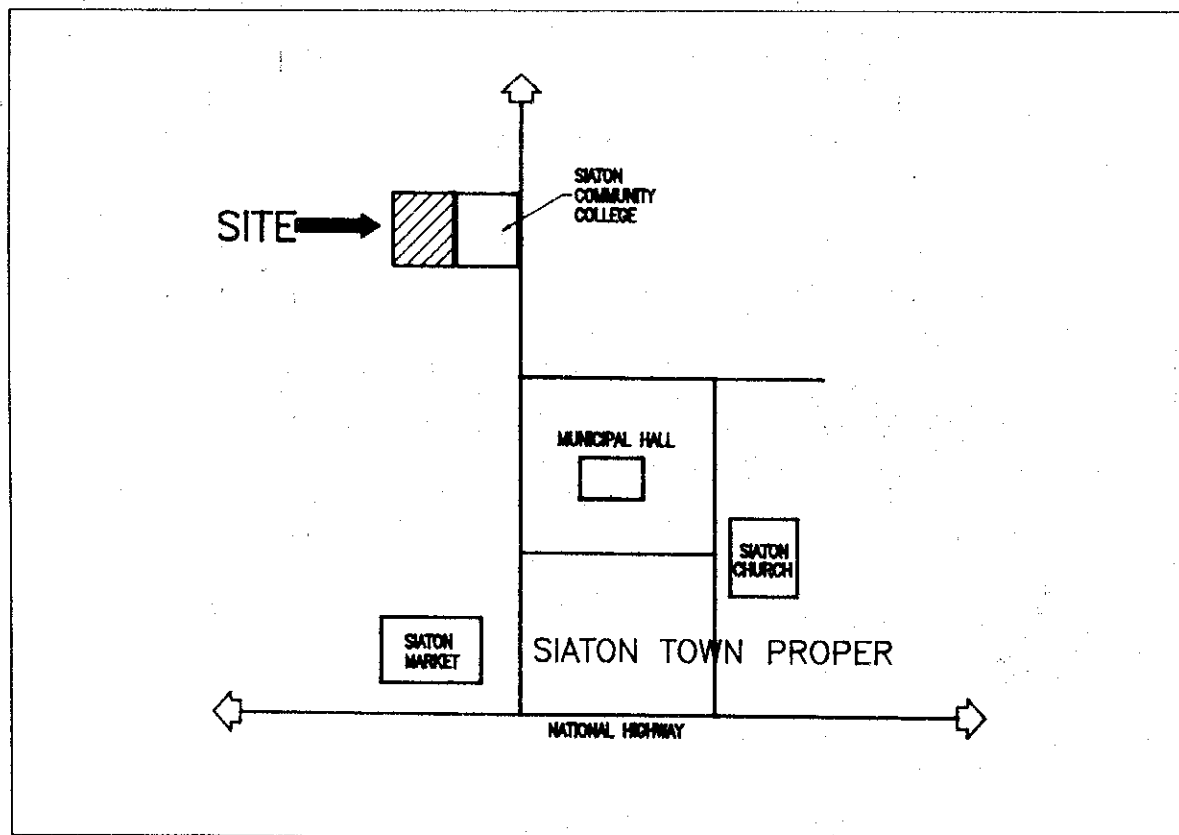 SIATON
COMMUNITY
COLLEGE
SITE
MUNICIPAL HALL
SIATON
CHURCH
SIATON
MARKET
SIATON TOWN PROPER
NATIONAL HIGHWAY